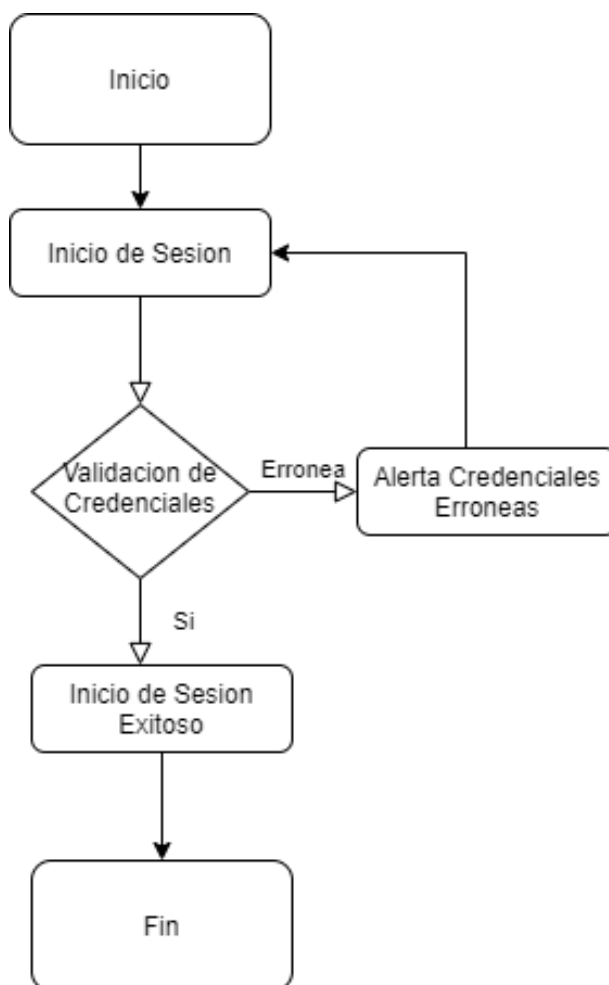 Inicio
Inicio de Sesion
Validacion de
Credenciales
Erronea
Alerta Credenciales
Erroneas
Si
Inicio de Sesion
Exitoso
Fin